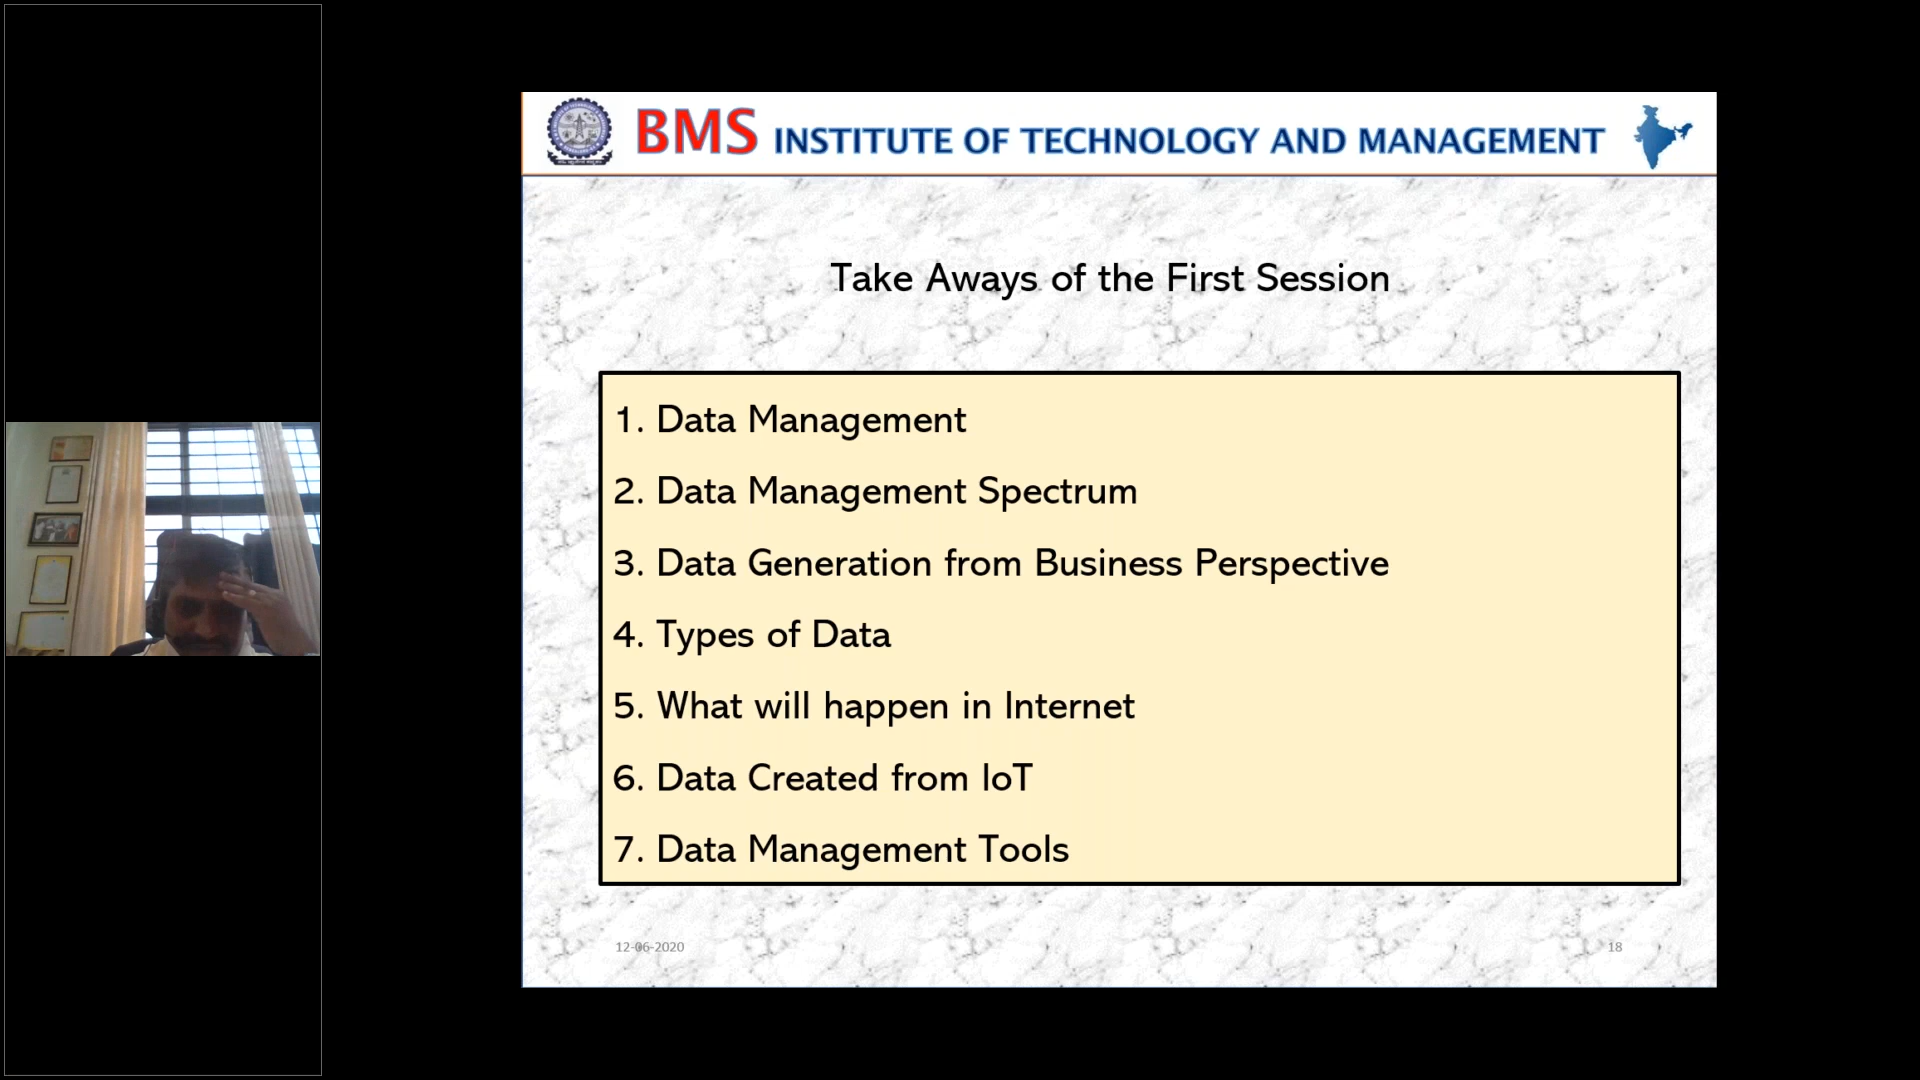 BMS INSTITUTE OF TECHNOLOGY AND MANAGEMENT
Take Aways of the First Session
1. Data Management
2. Data Management Spectrum
3. Data Generation from Business Perspective
4. Types of Data
5. What will happen in Internet
6. Data Created from IoT
7. Data Management Tools
12-06-2020
18